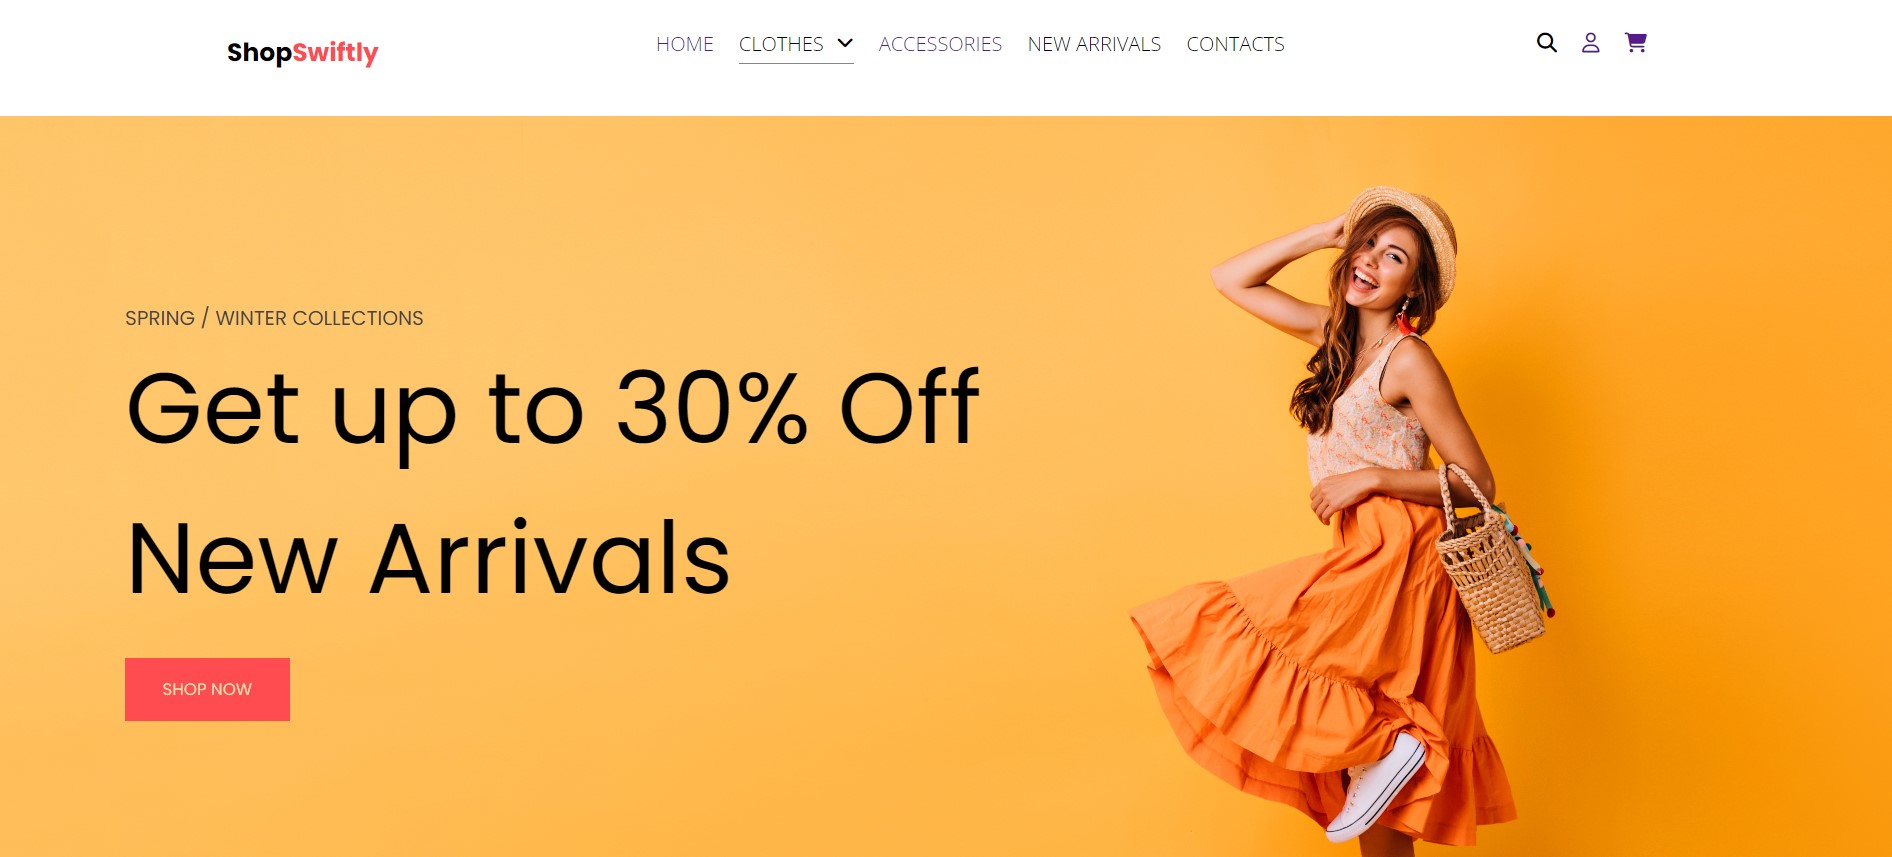 ShopSwiftly
HOME CLOTHES ACCESSORIES NEW ARRIVALS CONTACTS
SPRING / WINTER COLLECTIONS
Get up to 30% Off
New Arrivals
SHOP NOW